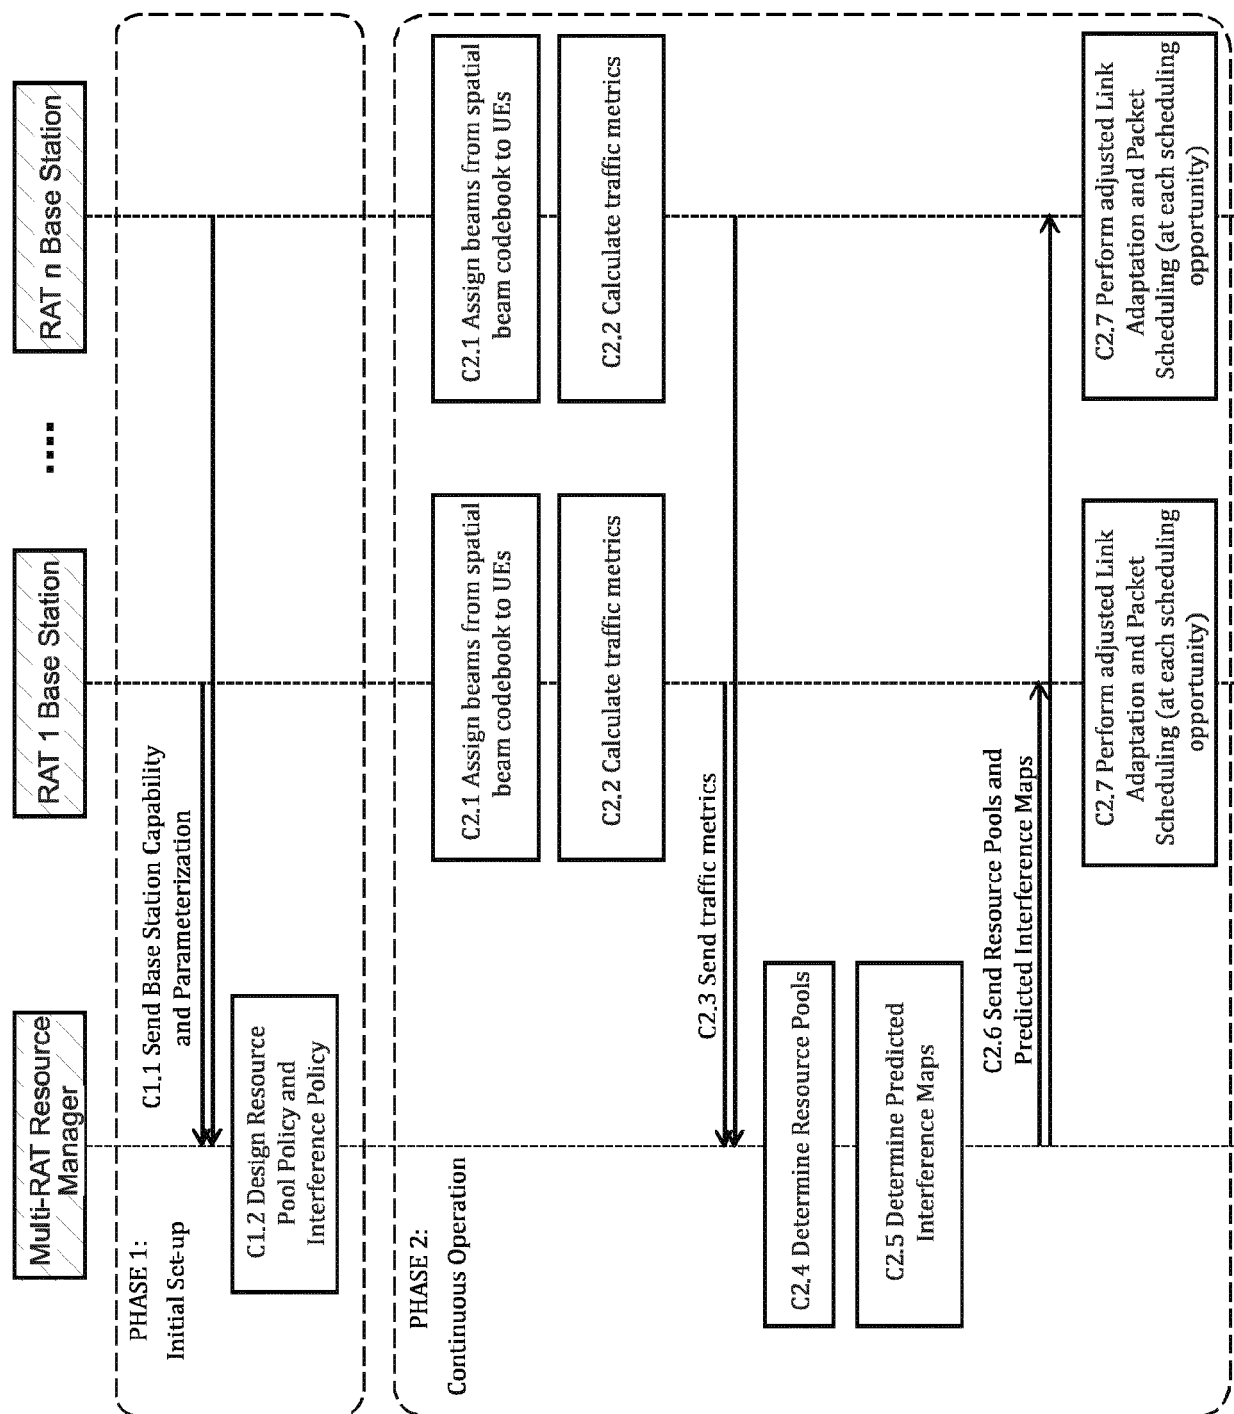 Multi-RAT Resource
Manager
RAT 1 Base Station
....
RAT n Base Station
PHASE 1:
Initial Set-up
C1.1 Send Base Station Capability
and Parameterization
C1.2 Design Resource
Pool Policy and
Interference Policy
PHASE 2:
Continuous Operation
C2.1 Assign beams from spatial
beam codebook to UEs
C2.1 Assign beams from spatial
beam codebook to UEs
C2.2 Calculate traffic metrics
C2.2 Calculate traffic metrics
C2.3 Send traffic metrics
C2.4 Determine Resource Pools
C2.5 Determine Predicted
Interference Maps
C2.6 Send Resource Pools and
Predicted Interference Maps
C2.7 Perform adjusted Link
Adaptation and Packet
Scheduling (at each scheduling
opportunity)
C2.7 Perform adjusted Link
Adaptation and Packet
Scheduling (at each scheduling
opportunity)